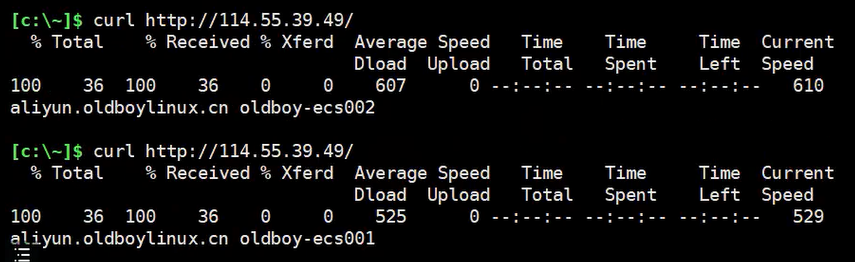 [c:\~]$ curl http://114.55.39.49/
% Total % Received % Xferd Average Speed Time Time Time Current
Dload Upload Total Spent Left Speed
100 36 100 36 0 0 607 0 --:--:-- --:--:-- --:--:-- 610
aliyun.oldboylinux.cn oldboy-ecs002
[c:\~]$ curl http://114.55.39.49/
% Total % Received % Xferd Average Speed Time Time Time Current
Dload Upload Total Spent Left Speed
100 36 100 36 0 0 525 0 --:--:-- --:--:-- --:--:-- 529
aliyun.oldboylinux.cn oldboy-ecs001